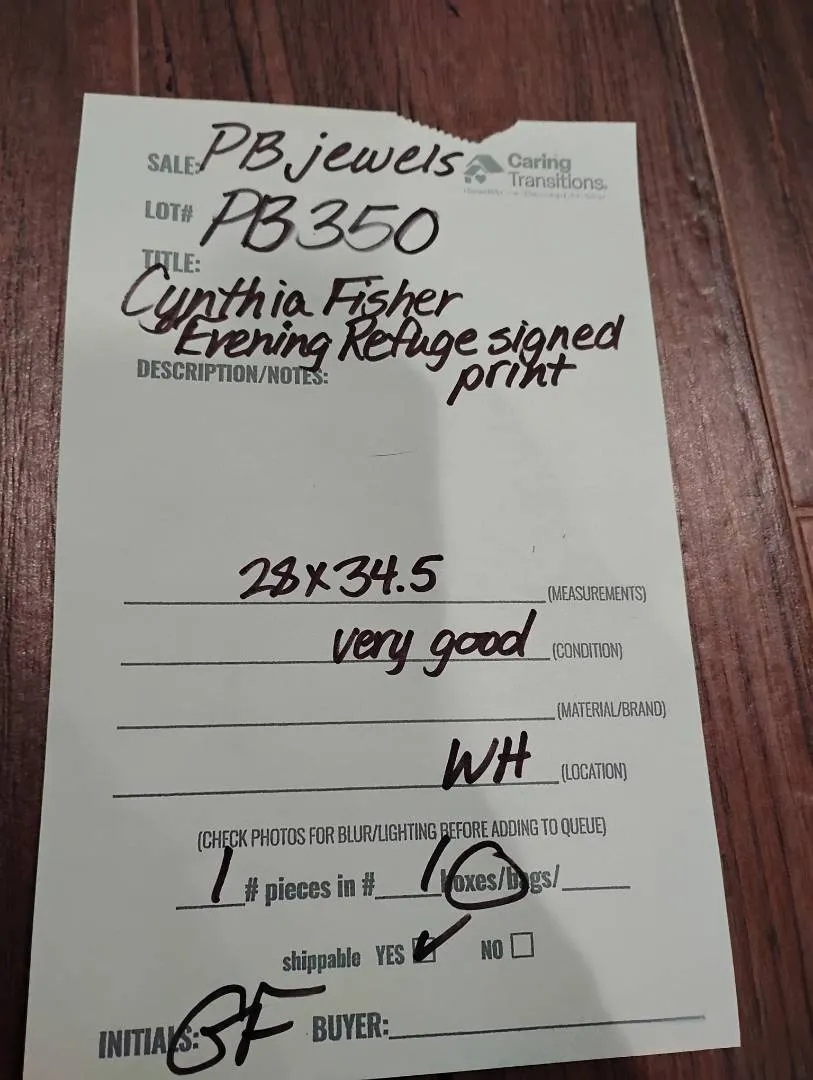 SALE: PB jewels
Caring
Transitions.
LOT# PB350
TITLE:
Cynthia Fisher
Evening Refuge signed
print
DESCRIPTION/NOTES:
28x34.5 (MEASUREMENTS)
very good (CONDITION)
(MATERIAL/BRAND)
WH (LOCATION)
(CHECK PHOTOS FOR BLUR/LIGHTING BEFORE ADDING TO QUEUE)
1 # pieces in # 1 boxes/bags/
shippable YES NO
INITIALS: GF BUYER: